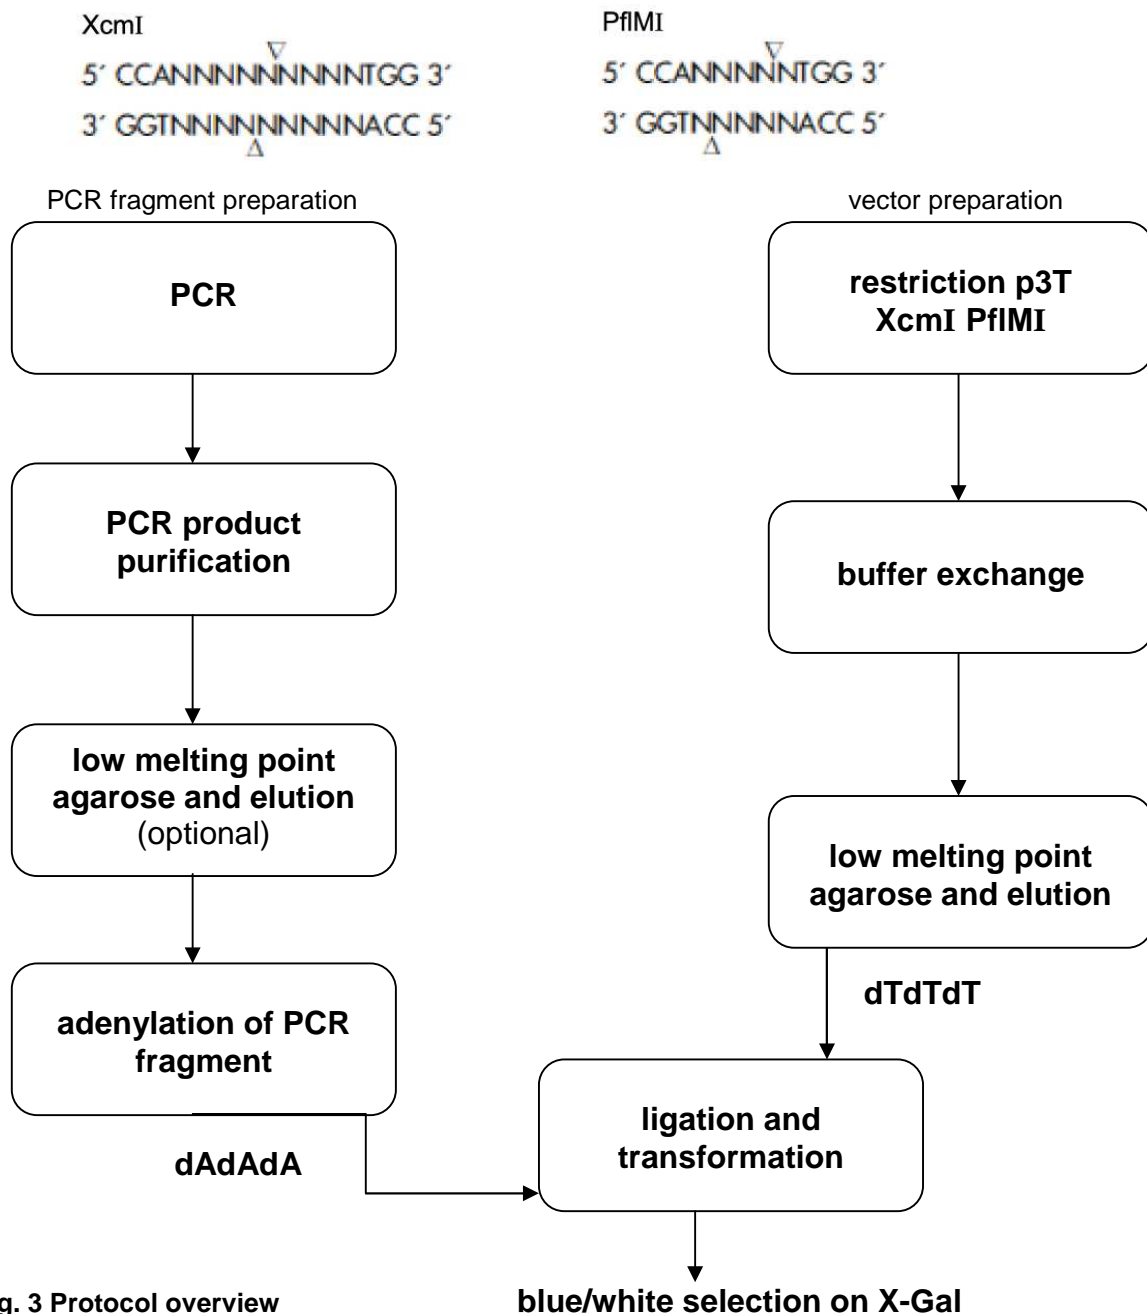 XcmI
▽
5´ CCANNNNNNNNNTGG 3´
3´ GGTNNNNNNNNNACC 5´
Δ
PflMI
▽
5´ CCANNNNNTGG 3´
3´ GGTNNNNNACC 5´
Δ
PCR fragment preparation
PCR
PCR product
purification
low melting point
agarose and elution
(optional)
adenylation of PCR
fragment
dAdAdA
vector preparation
restriction p3T
XcmI PflMI
buffer exchange
low melting point
agarose and elution
dTdTdT
ligation and
transformation
blue/white selection on X-Gal
g. 3 Protocol overview